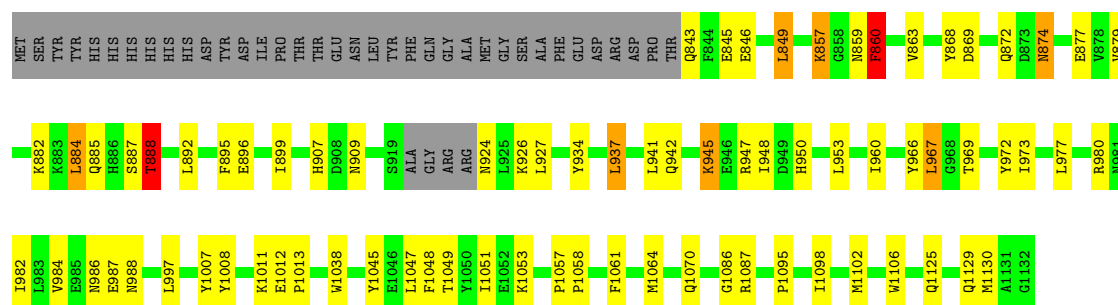 MET SER TYR TYR HIS HIS HIS HIS HIS HIS ASP TYR ASP ILE PRO THR THR GLU ASN LEU TYR PHE GLN GLY ALA MET GLY SER ALA PHE GLU ASP ARG ASP PRO THR Q843 F844 E845 E846 L849 K857 G858 N859 F860 V863 Y868 D869 Q872 D873 N874 E877 V878 V879
K882 K883 L884 Q885 H886 S887 T888 L892 F895 E896 I899 H907 D908 N909 S919 ALA GLY ARG ARG N924 L925 K926 L927 Y934 L937 L941 Q942 K945 E946 R947 I948 D949 H950 L953 I960 Y966 L967 G968 T969 Y972 I973 L977 R980 N981
I982 L983 V984 E985 N986 E987 N988 L997 Y1007 Y1008 K1011 E1012 P1013 W1038 Y1045 E1046 L1047 F1048 T1049 Y1050 I1051 E1052 K1053 P1057 P1058 F1061 M1064 Q1070 G1086 R1087 P1095 I1098 M1102 W1106 Q1125 Q1129 M1130 A1131 G1132